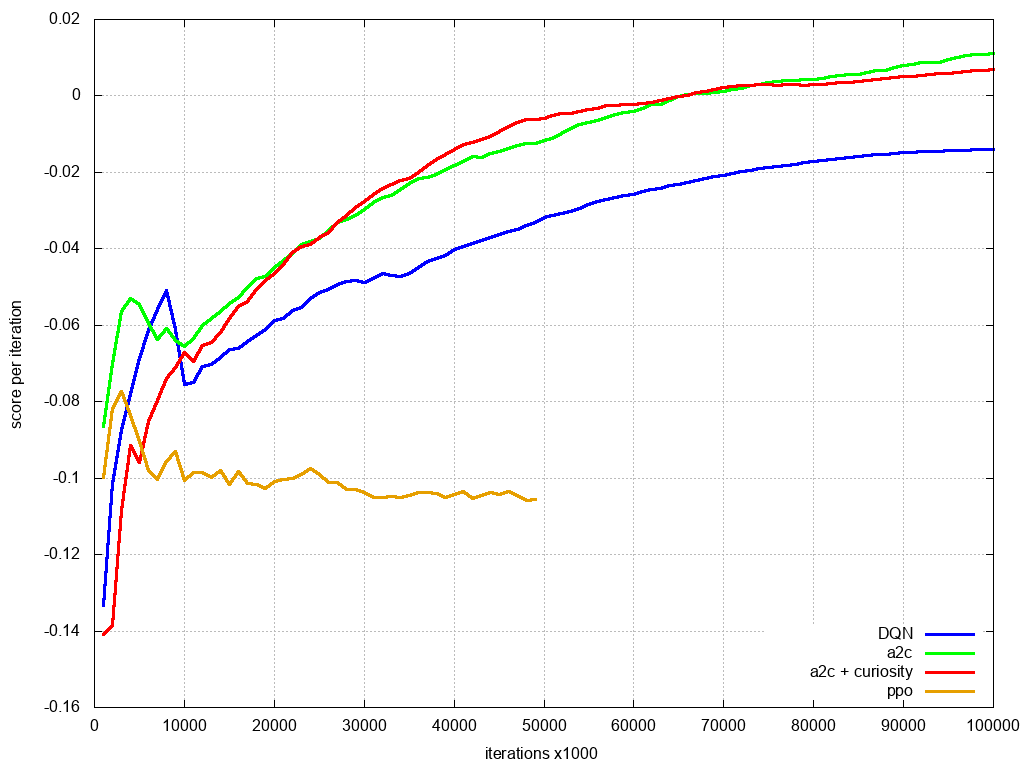 0.02
0
-0.02
-0.04
-0.06
-0.08
-0.1
-0.12
-0.14
-0.16
score per iteration
DQN
a2c
a2c + curiosity
ppo
0 10000 20000 30000 40000 50000 60000 70000 80000 90000 100000
iterations x1000